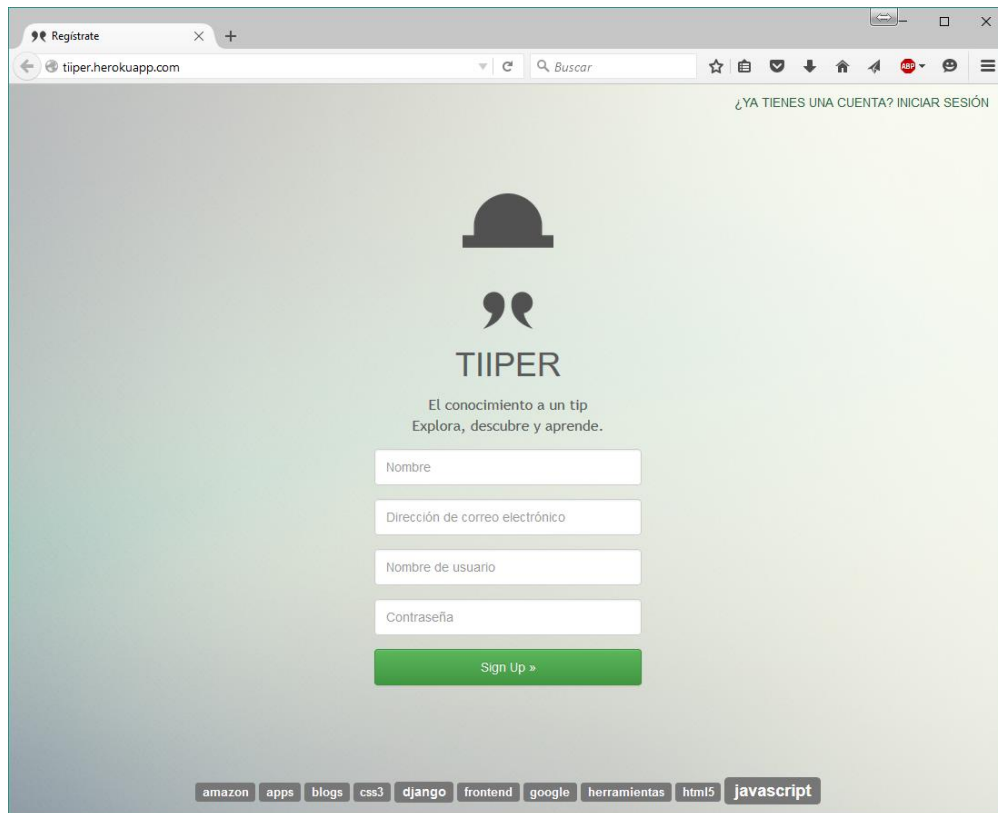 Regístrate
tiiper.herokuapp.com
Buscar
ABP
¿YA TIENES UNA CUENTA? INICIAR SESIÓN
TIIPER
El conocimiento a un tip
Explora, descubre y aprende.
Nombre
Dirección de correo electrónico
Nombre de usuario
Contraseña
Sign Up »
amazon apps blogs css3 django frontend google herramientas html5 javascript